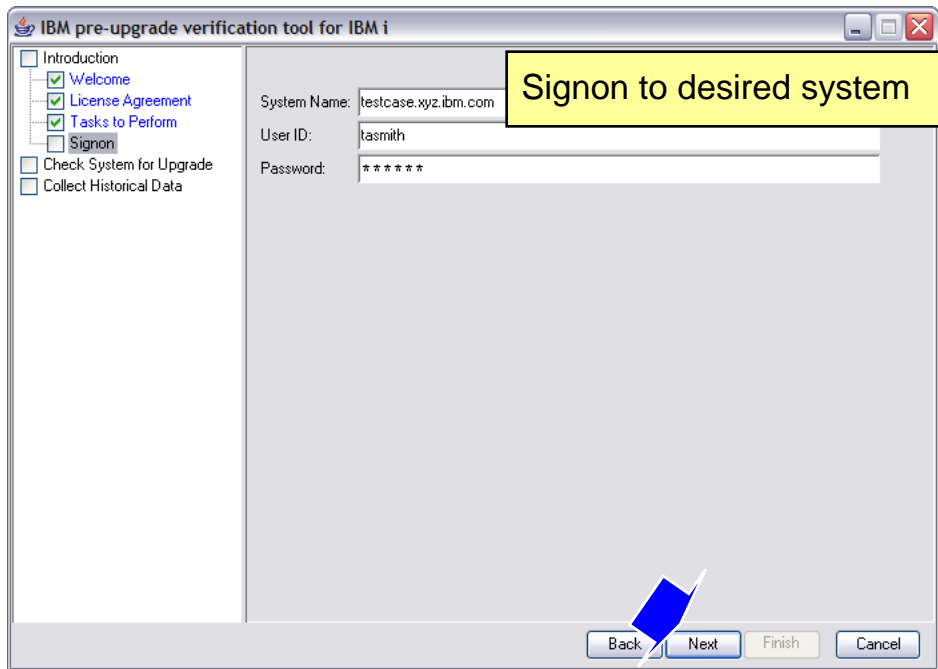 IBM pre-upgrade verification tool for IBM i
Introduction
Welcome
License Agreement
Tasks to Perform
Signon
Check System for Upgrade
Collect Historical Data
Signon to desired system
System Name: testcase.xyz.ibm.com
User ID: tasmith
Password: ******
Back Next Finish Cancel